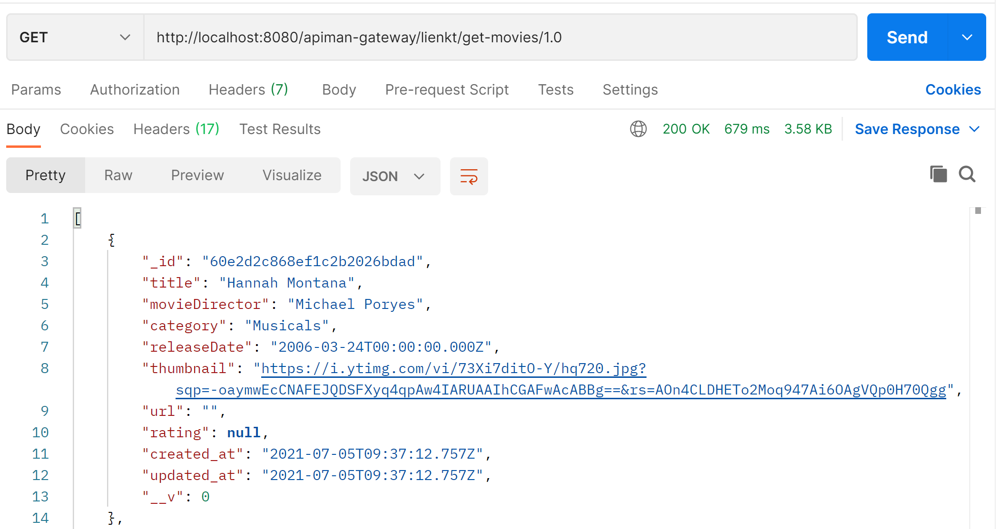 GET http://localhost:8080/apiman-gateway/lienkt/get-movies/1.0 Send
Params Authorization Headers (7) Body Pre-request Script Tests Settings Cookies
Body Cookies Headers (17) Test Results 200 OK 679 ms 3.58 KB Save Response
Pretty Raw Preview Visualize JSON
1 [
2 {
3 "_id": "60e2d2c868ef1c2b2026bdad",
4 "title": "Hannah Montana",
5 "movieDirector": "Michael Poryes",
6 "category": "Musicals",
7 "releaseDate": "2006-03-24T00:00:00.000Z",
8 "thumbnail": "https://i.ytimg.com/vi/73Xi7ditO-Y/hq720.jpg?
sqp=-oaymwEcCNAFEJQDSFXyq4qpAw4IARUAAIhCGAFwAcABBg==&rs=AOn4CLDHETo2Moq947Ai6OAgVQp0H70Qgg",
9 "url": "",
10 "rating": null,
11 "created_at": "2021-07-05T09:37:12.757Z",
12 "updated_at": "2021-07-05T09:37:12.757Z",
13 "__v": 0
14 },